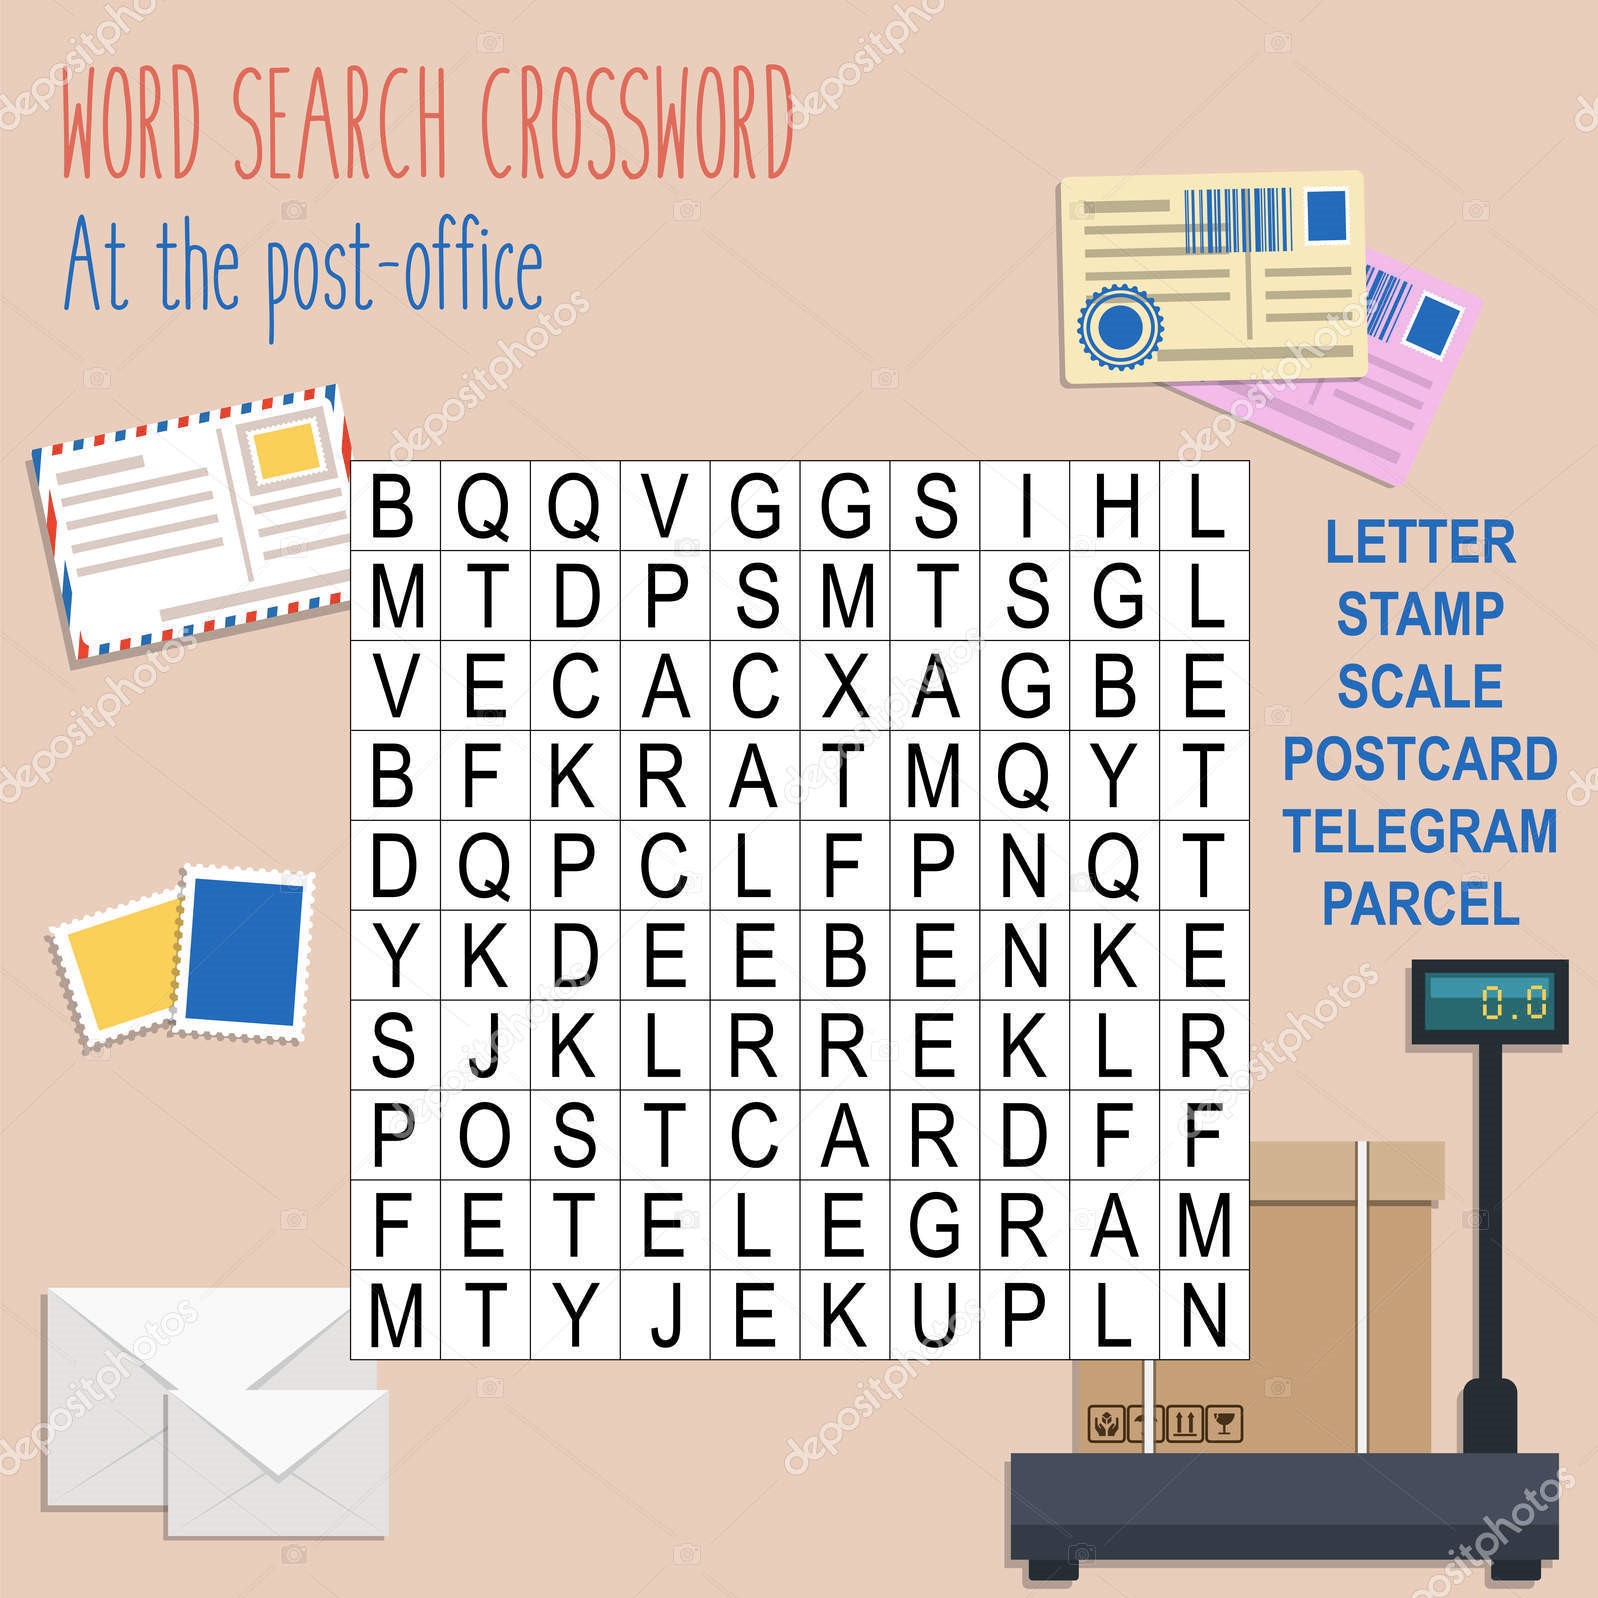 WORD SEARCH CROSSWORD
At the post-office
B Q Q V G G S I H L
M T D P S M T S G L
V E C A C X A G B E
B F K R A T M Q Y T
D Q P C L F P N Q T
Y K D E E B E N K E
S J K L R R E K L R
P O S T C A R D F F
F E T E L E G R A M
M T Y J E K U P L N
LETTER
STAMP
SCALE
POSTCARD
TELEGRAM
PARCEL
0.0
depositphotos